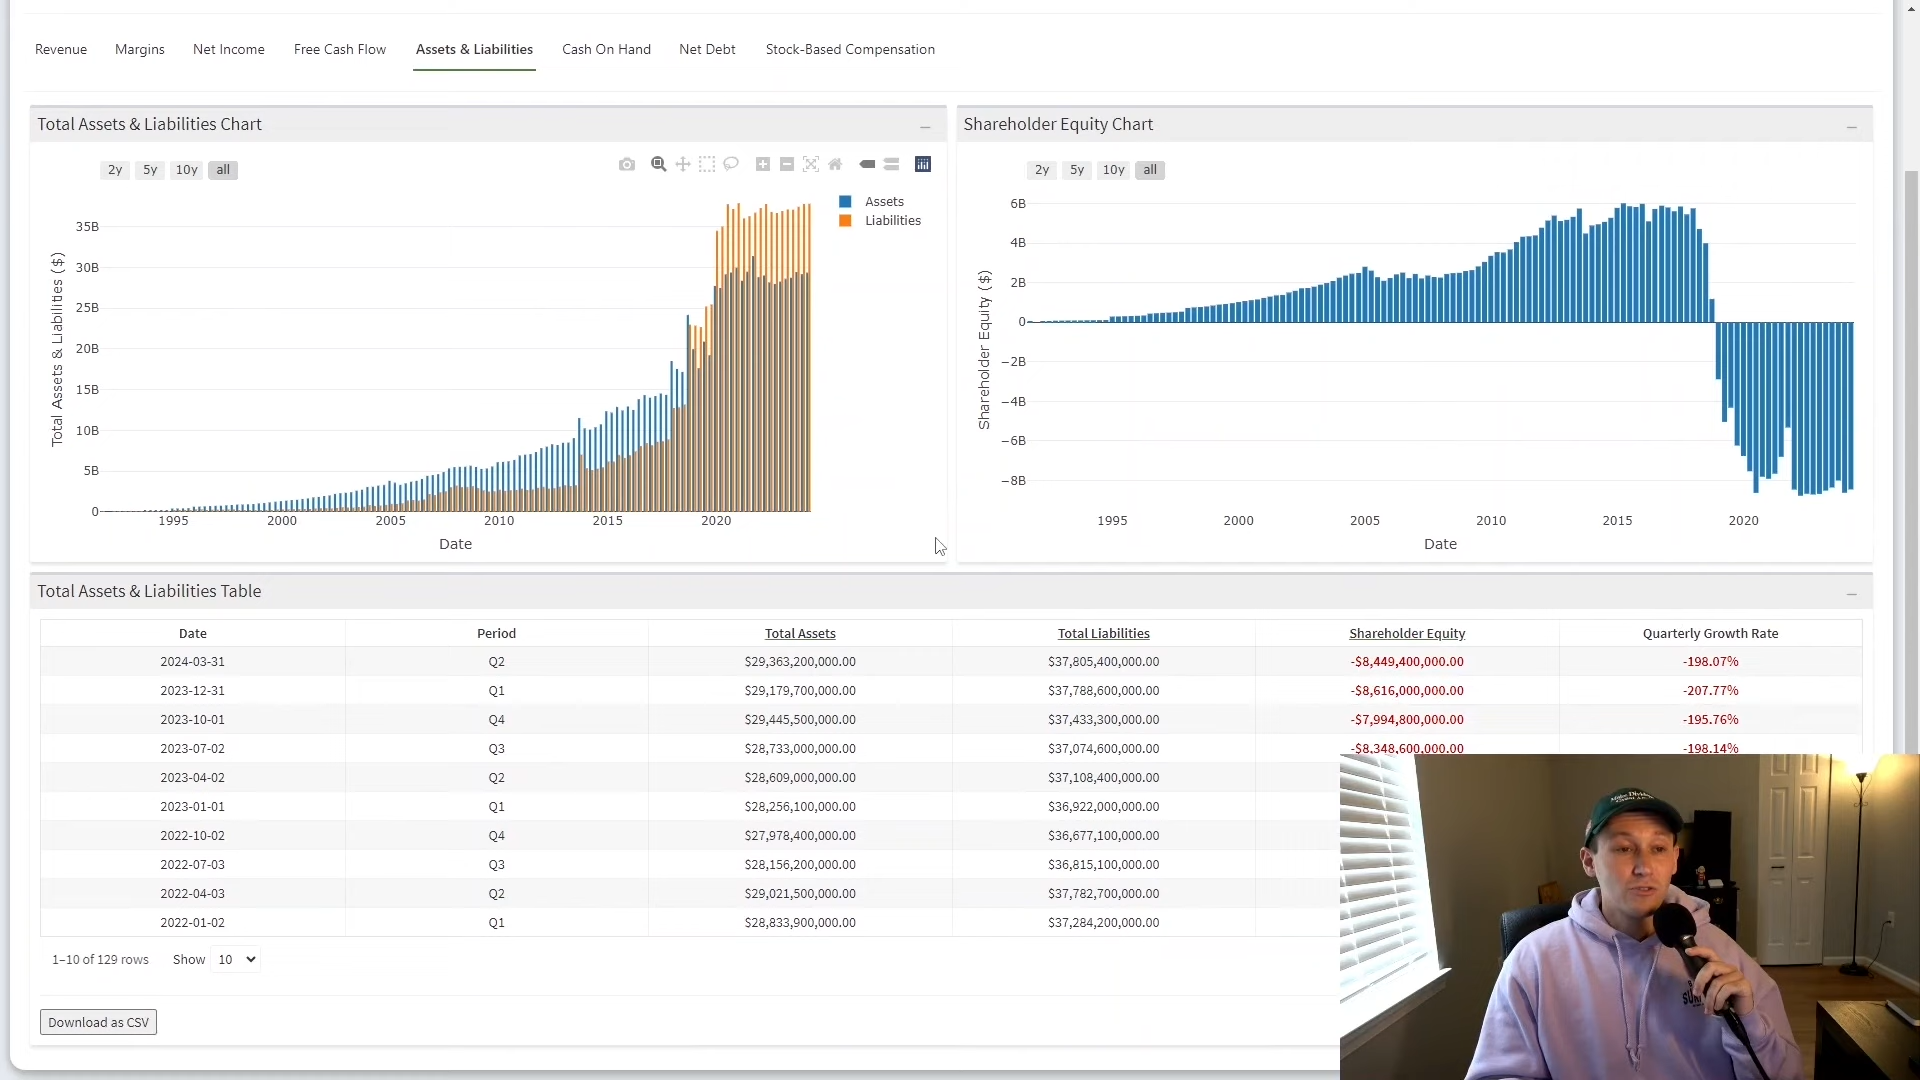 Revenue Margins Net Income Free Cash Flow Assets & Liabilities Cash On Hand Net Debt Stock-Based Compensation
Total Assets & Liabilities Chart
2y 5y 10y all
Assets
Liabilities
Total Assets & Liabilities ($)
35B
30B
25B
20B
15B
10B
5B
0
1995 2000 2005 2010 2015 2020
Date
Shareholder Equity Chart
2y 5y 10y all
Shareholder Equity ($)
6B
4B
2B
0
−2B
−4B
−6B
−8B
1995 2000 2005 2010 2015 2020
Date
Total Assets & Liabilities Table
Date Period Total Assets Total Liabilities Shareholder Equity Quarterly Growth Rate
2024-03-31 Q2 $29,363,200,000.00 $37,805,400,000.00 -$8,449,400,000.00 -198.07%
2023-12-31 Q1 $29,179,700,000.00 $37,788,600,000.00 -$8,616,000,000.00 -207.77%
2023-10-01 Q4 $29,445,500,000.00 $37,433,300,000.00 -$7,994,800,000.00 -195.76%
2023-07-02 Q3 $28,733,000,000.00 $37,074,600,000.00 -$8,348,600,000.00 -198.14%
2023-04-02 Q2 $28,609,000,000.00 $37,108,400,000.00
2023-01-01 Q1 $28,256,100,000.00 $36,922,000,000.00
2022-10-02 Q4 $27,978,400,000.00 $36,677,100,000.00
2022-07-03 Q3 $28,156,200,000.00 $36,815,100,000.00
2022-04-03 Q2 $29,021,500,000.00 $37,782,700,000.00
2022-01-02 Q1 $28,833,900,000.00 $37,284,200,000.00
1–10 of 129 rows Show 10
Download as CSV